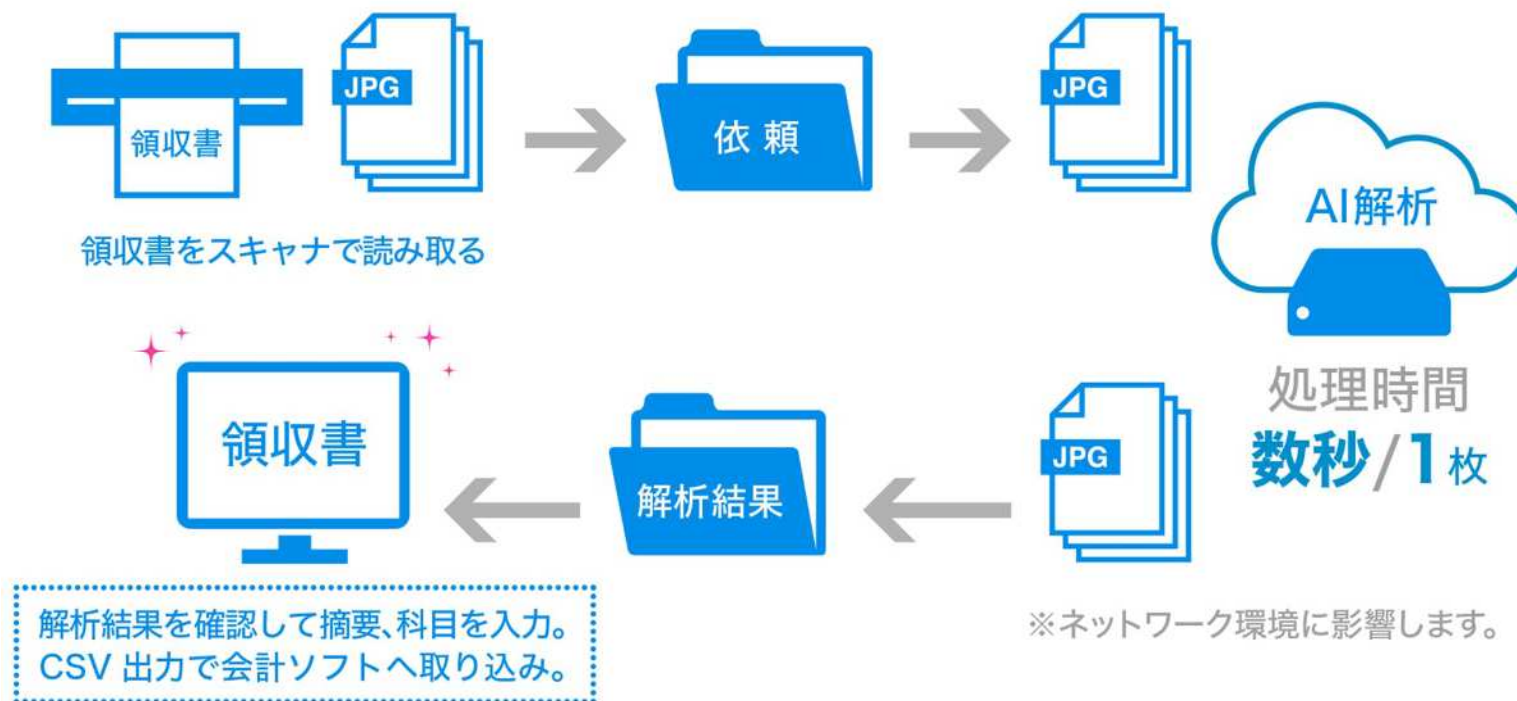 領収書
JPG
領収書をスキャナで読み取る
依頼
JPG
AI解析
処理時間
数秒/1枚
※ネットワーク環境に影響します。
JPG
解析結果
領収書
解析結果を確認して摘要、科目を入力。
CSV 出力で会計ソフトへ取り込み。